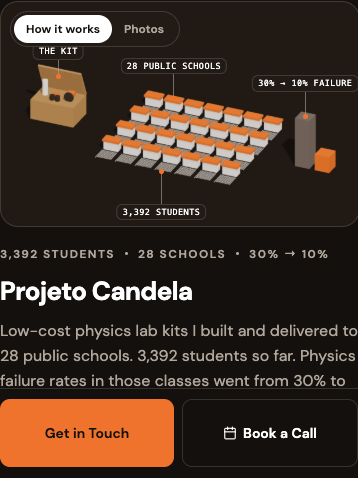 How it works
Photos
THE KIT
28 PUBLIC SCHOOLS
30% → 10% FAILURE
3,392 STUDENTS
3,392 STUDENTS • 28 SCHOOLS • 30% → 10%
Projeto Candela
Low-cost physics lab kits I built and delivered to
28 public schools. 3,392 students so far. Physics
failure rates in those classes went from 30% to
Get in Touch
Book a Call